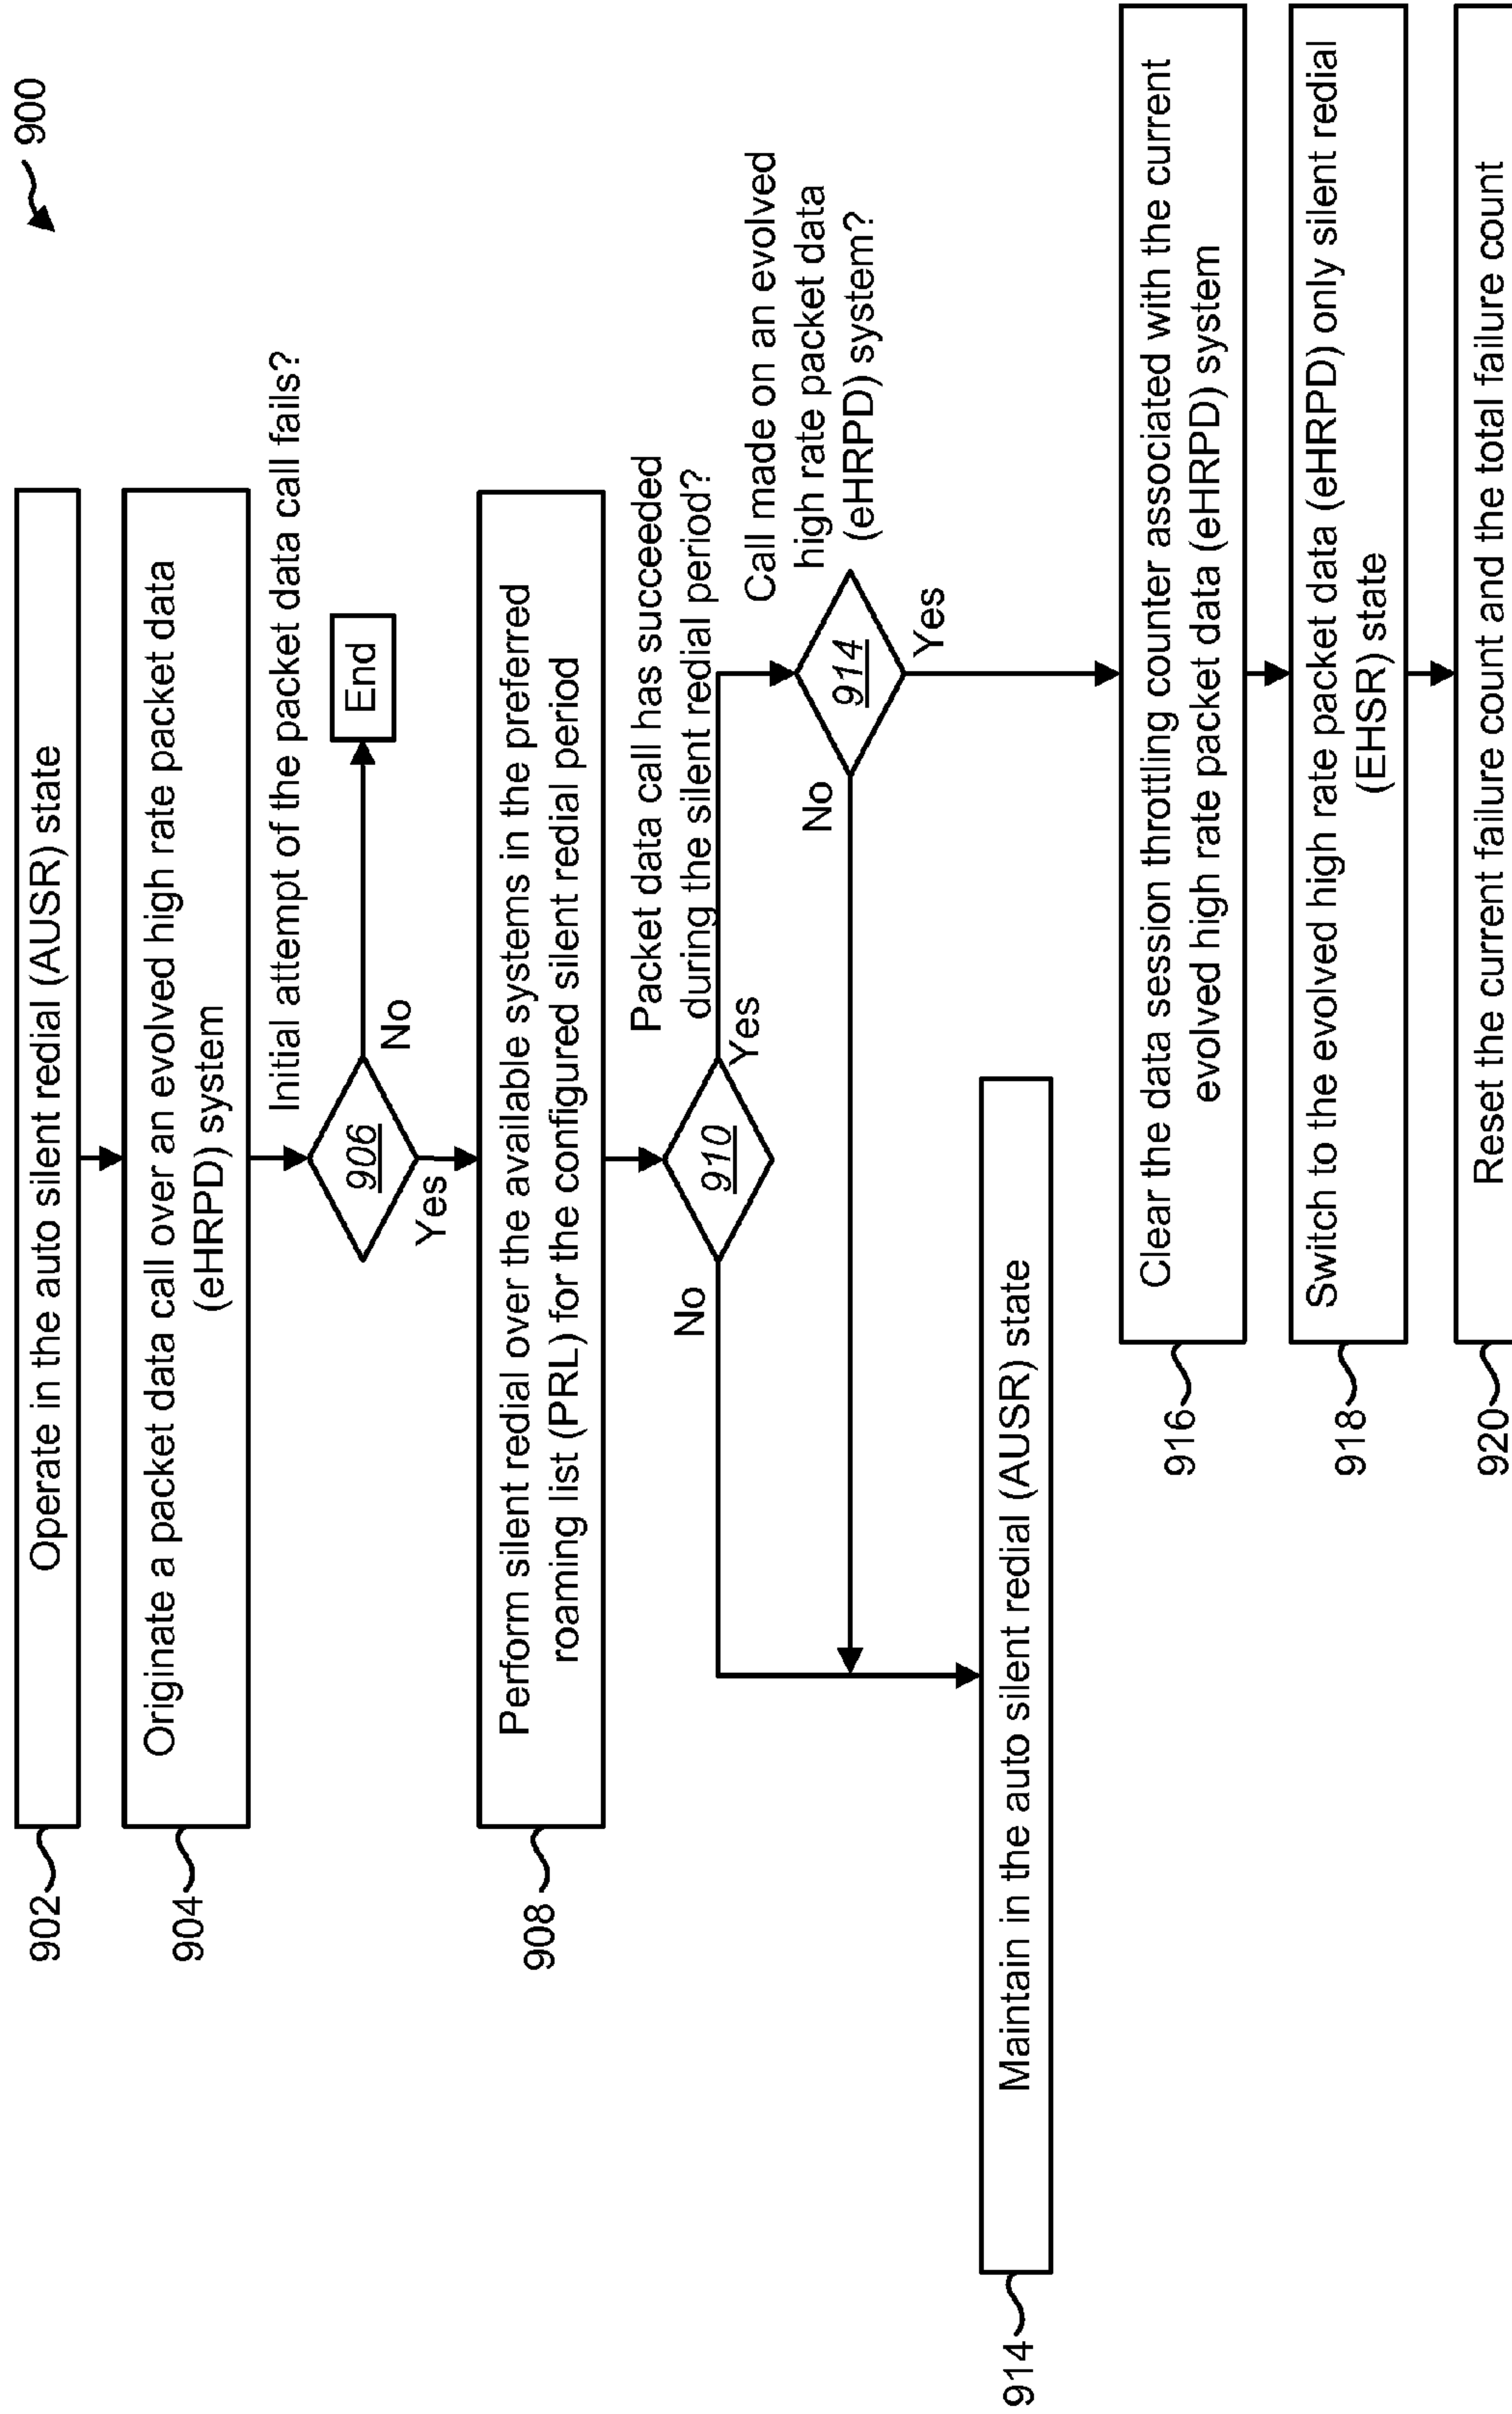 900
902
Operate in the auto silent redial (AUSR) state
904
Originate a packet data call over an evolved high rate packet data
(eHRPD) system
Initial attempt of the packet data call fails?
906
No
End
Yes
908
Perform silent redial over the available systems in the preferred
roaming list (PRL) for the configured silent redial period
Packet data call has succeeded
during the silent redial period?
910
No
Yes
Call made on an evolved
high rate packet data
(eHRPD) system?
914
No
Yes
914
Maintain in the auto silent redial (AUSR) state
916
Clear the data session throttling counter associated with the current
evolved high rate packet data (eHRPD) system
918
Switch to the evolved high rate packet data (eHRPD) only silent redial
(EHSR) state
920
Reset the current failure count and the total failure count